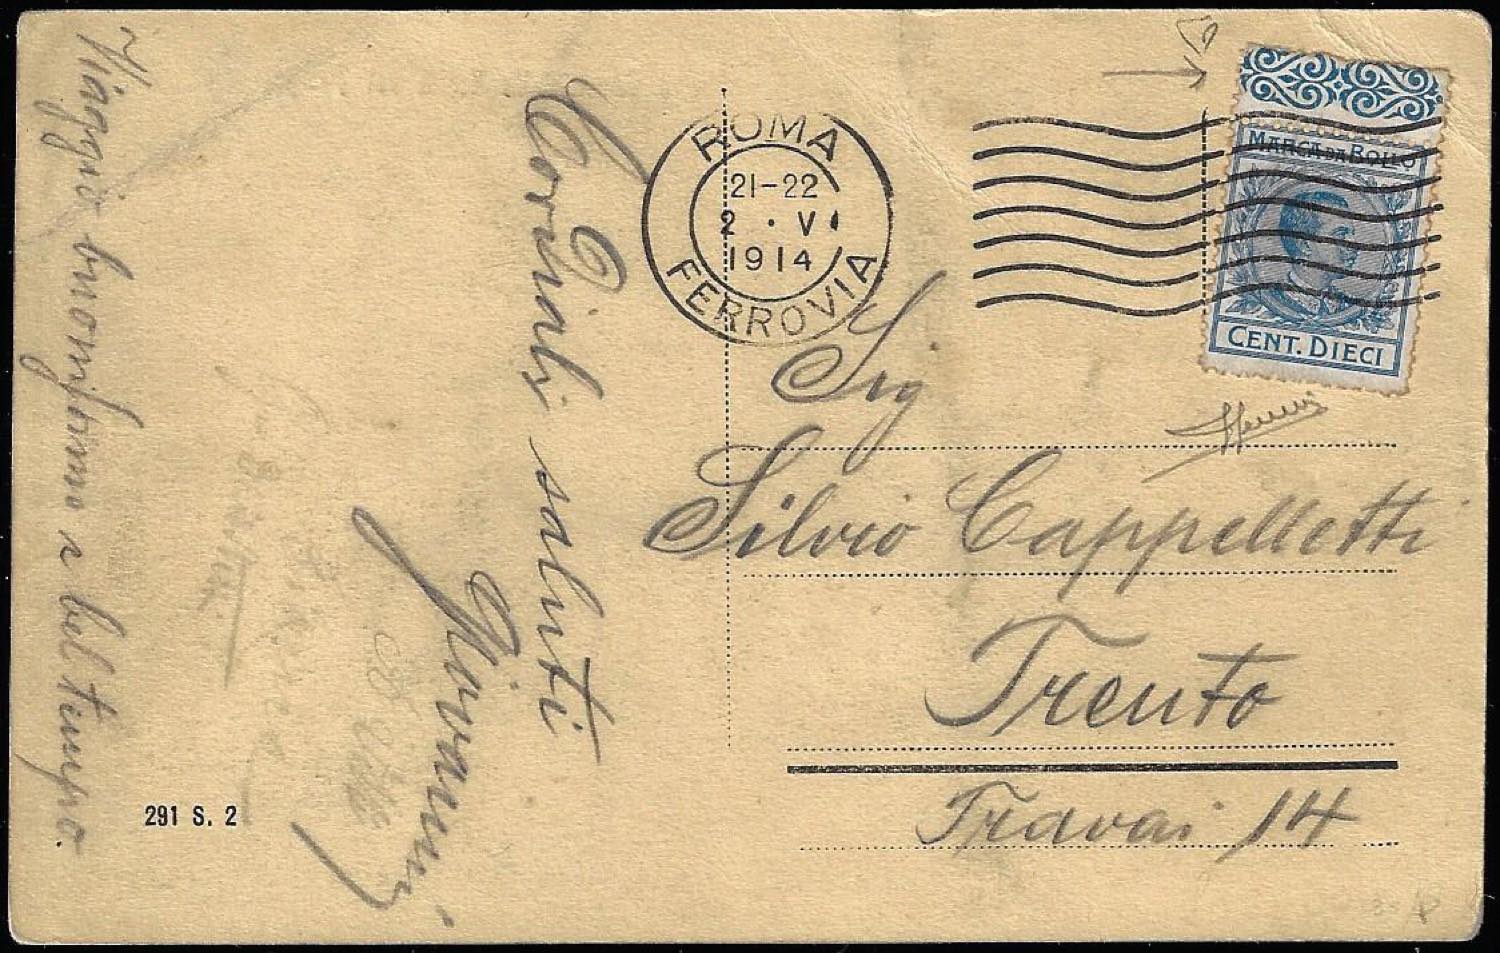 Viaggio buonissimo e bel tempo.
Cordiali saluti
Giovanni
291 S. 2
ROMA
21-22
2 · V
1914
FERROVIA
MARCA DA BOLLO
CENT. DIECI
Sig
Silvio Cappelletti
Trento
Travai 14